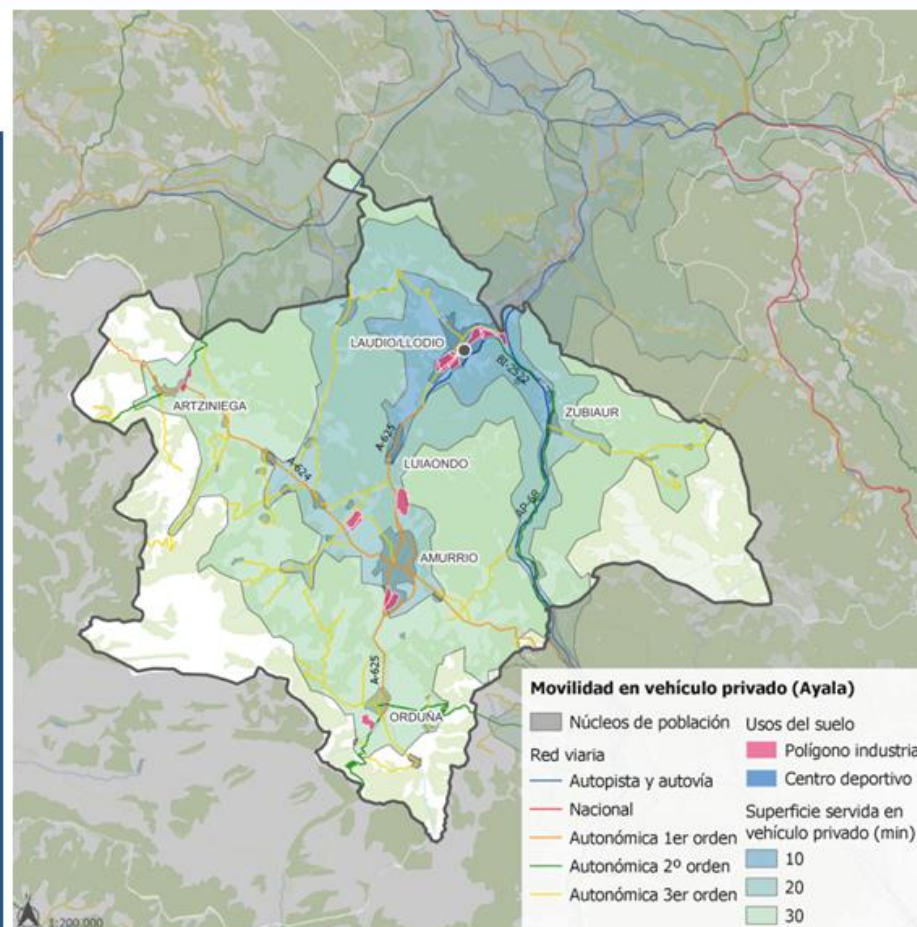 LAUDIO/LLODIO
BI-2522
ARTZINIEGA
ZUBIAUR
A-625
LUIAONDO
A-624
AP-68
AMURRIO
A-625
ORDUÑA
Movilidad en vehículo privado (Ayala)
Núcleos de población
Red viaria
Autopista y autovía
Nacional
Autonómica 1er orden
Autonómica 2º orden
Autonómica 3er orden
Usos del suelo
Polígono industria
Centro deportivo
Superficie servida en
vehículo privado (min)
10
20
30
1:200.000